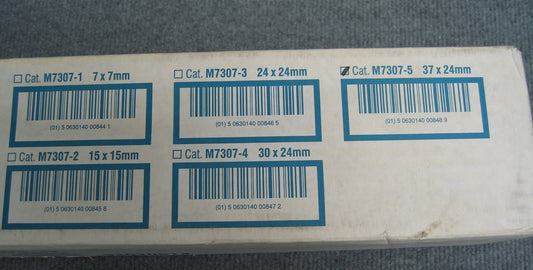 Cat. M7307-1 7 x 7mm
(01) 5 0630140 00844 1
Cat. M7307-2 15 x 15mm
(01) 5 0630140 00845 8
Cat. M7307-3 24 x 24mm
(01) 5 0630140 00846 5
Cat. M7307-4 30 x 24mm
(01) 5 0630140 00847 2
Cat. M7307-5 37 x 24mm
(01) 5 0630140 00848 9